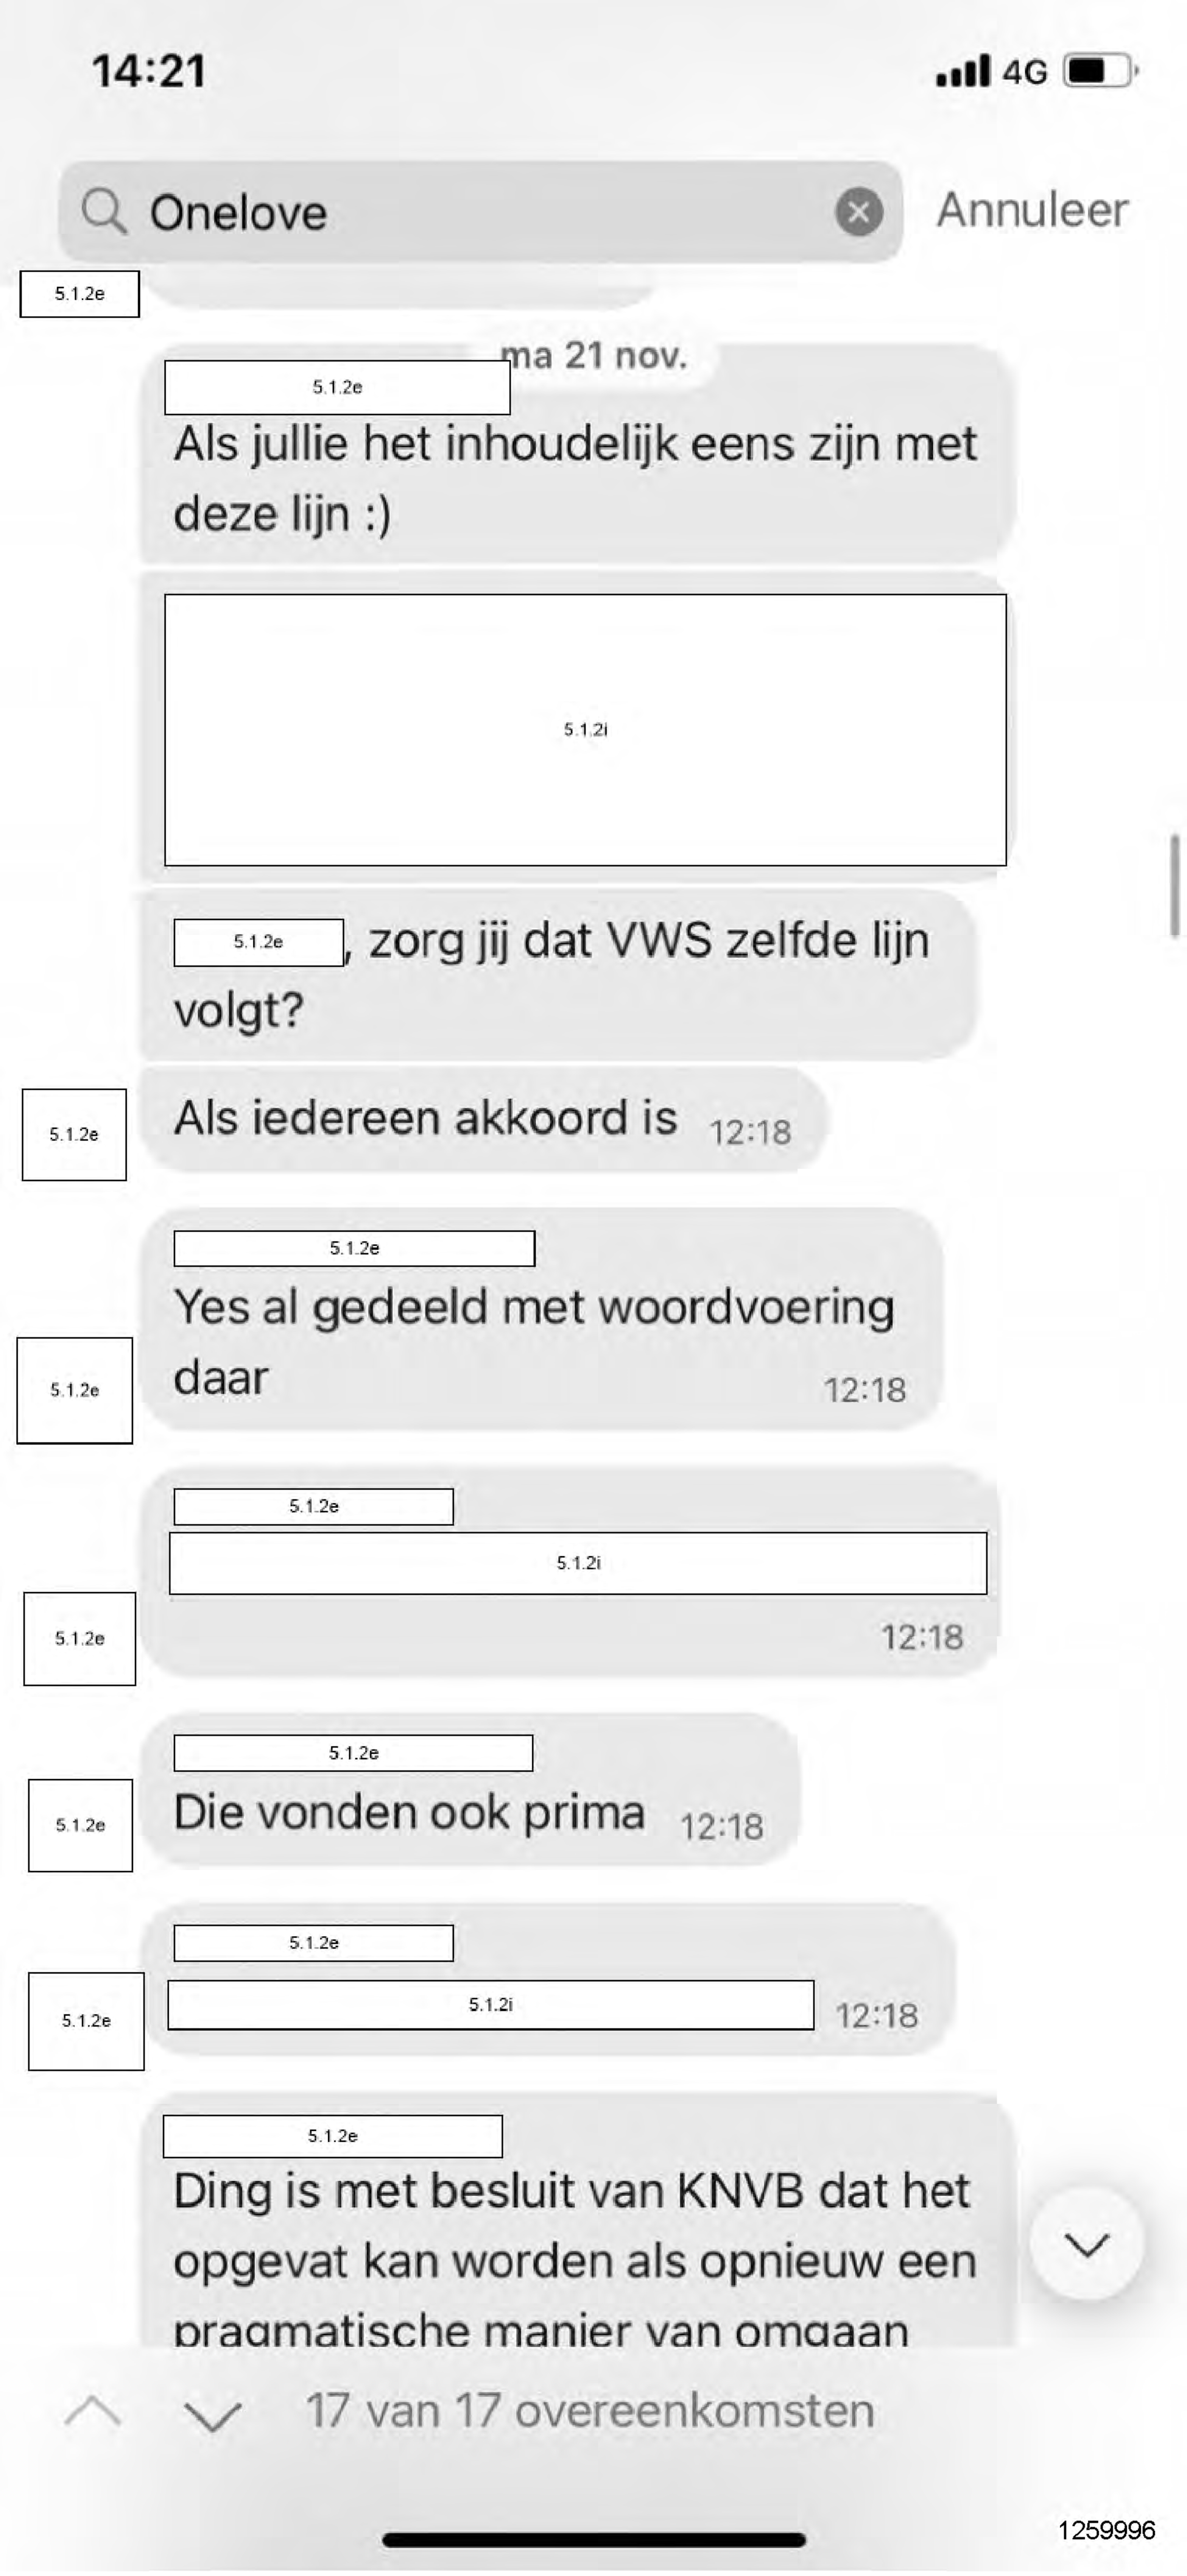 14:21 4G
Onelove Annuleer
5.1.2e
ma 21 nov.
5.1.2e
Als jullie het inhoudelijk eens zijn met
deze lijn :)
5.1.2i
5.1.2e, zorg jij dat VWS zelfde lijn
volgt?
5.1.2e
Als iedereen akkoord is 12:18
5.1.2e
Yes al gedeeld met woordvoering
daar 12:18
5.1.2e
5.1.2e
5.1.2i
12:18
5.1.2e
5.1.2e
Die vonden ook prima 12:18
5.1.2e
5.1.2e
5.1.2i 12:18
5.1.2e
5.1.2e
Ding is met besluit van KNVB dat het
opgevat kan worden als opnieuw een
pragmatische manier van omgaan
17 van 17 overeenkomsten
1259996